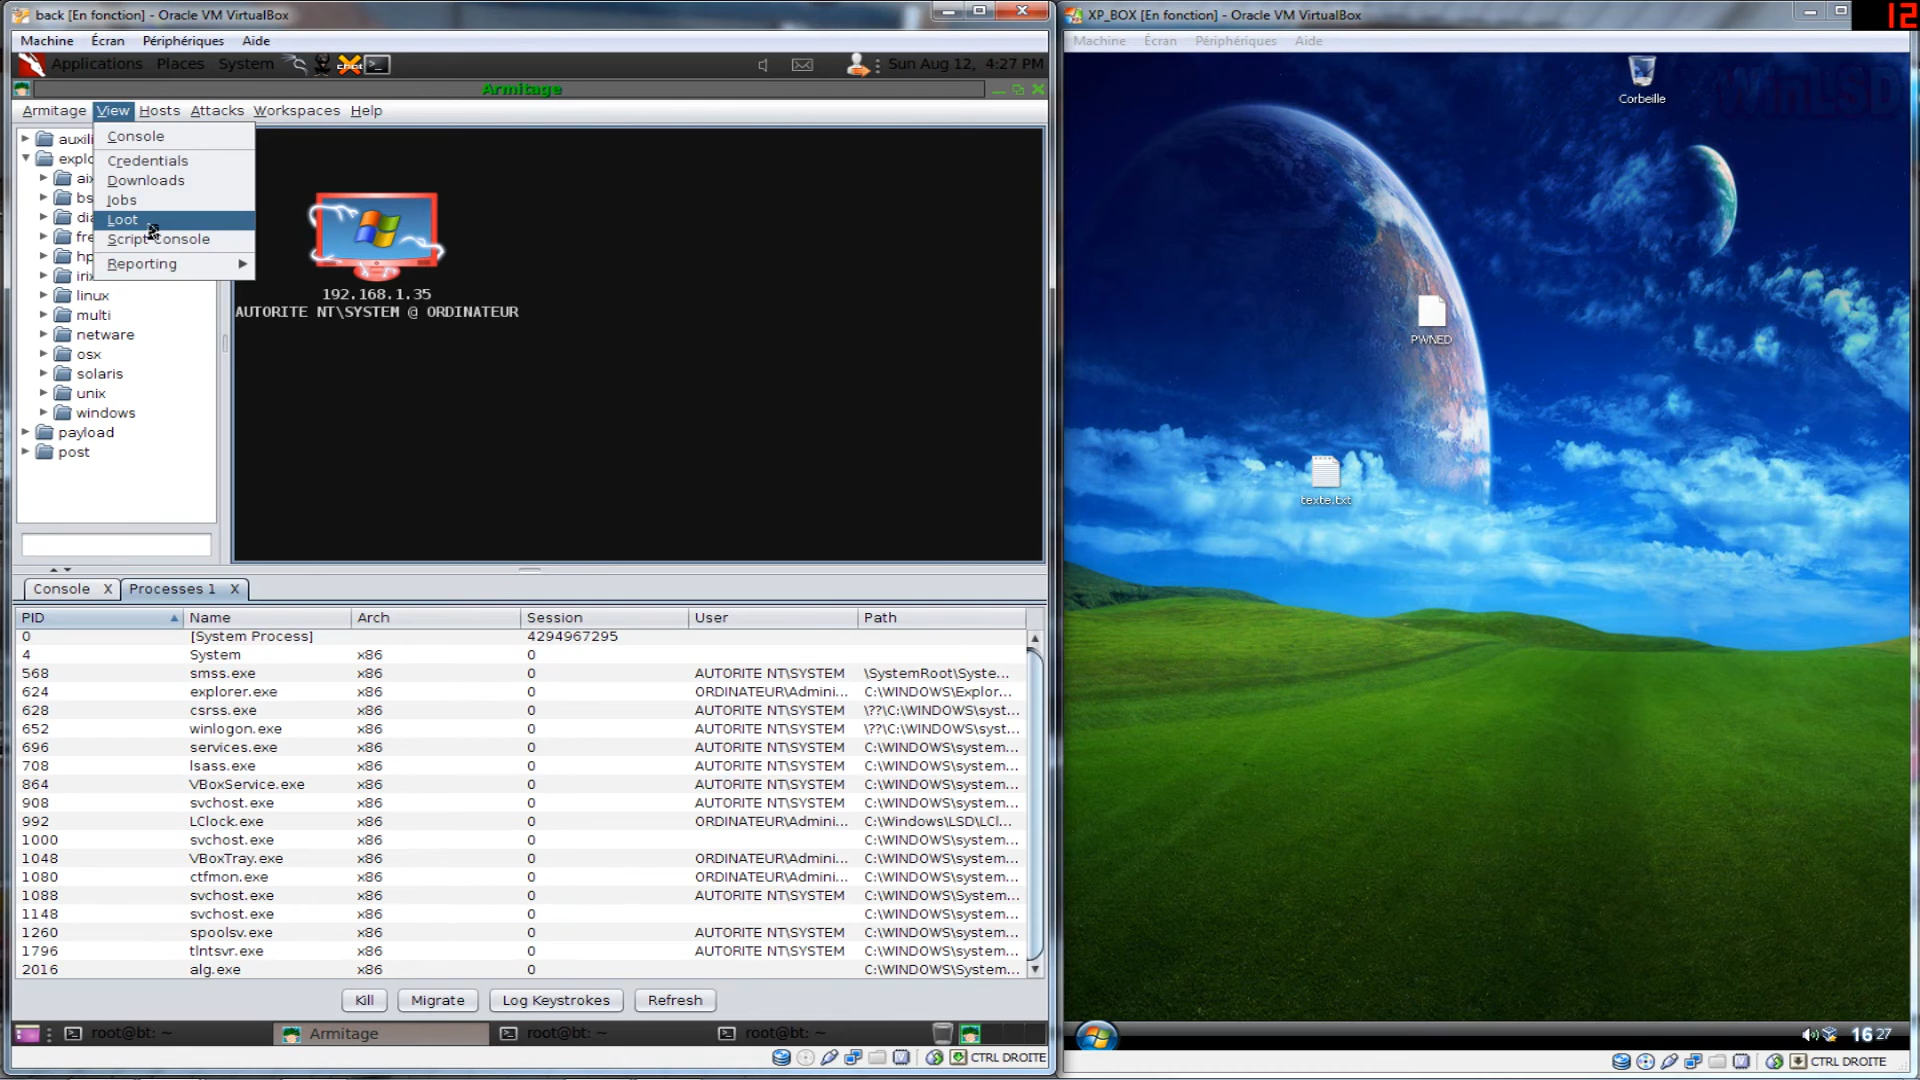 back [En fonction] - Oracle VM VirtualBox
Machine Écran Périphériques Aide
Applications Places System
Sun Aug 12, 4:27 PM
Armitage
Armitage View Hosts Attacks Workspaces Help
Console
Credentials
Downloads
Jobs
Loot
Script Console
Reporting
auxili
explo
aix
bs
dia
fre
hp
irix
linux
multi
netware
osx
solaris
unix
windows
payload
post
192.168.1.35
AUTORITE NT\SYSTEM @ ORDINATEUR
Console X Processes 1 X
PID Name Arch Session User Path
0 [System Process] 4294967295
4 System x86 0
568 smss.exe x86 0 AUTORITE NT\SYSTEM \SystemRoot\Syste...
624 explorer.exe x86 0 ORDINATEUR\Admini... C:\WINDOWS\Explor...
628 csrss.exe x86 0 AUTORITE NT\SYSTEM \??\C:\WINDOWS\syst...
652 winlogon.exe x86 0 AUTORITE NT\SYSTEM \??\C:\WINDOWS\syst...
696 services.exe x86 0 AUTORITE NT\SYSTEM C:\WINDOWS\system...
708 lsass.exe x86 0 AUTORITE NT\SYSTEM C:\WINDOWS\system...
864 VBoxService.exe x86 0 AUTORITE NT\SYSTEM C:\WINDOWS\system...
908 svchost.exe x86 0 AUTORITE NT\SYSTEM C:\WINDOWS\system...
992 LClock.exe x86 0 ORDINATEUR\Admini... C:\Windows\LSD\LCl...
1000 svchost.exe x86 0 C:\WINDOWS\system...
1048 VBoxTray.exe x86 0 ORDINATEUR\Admini... C:\WINDOWS\system...
1080 ctfmon.exe x86 0 ORDINATEUR\Admini... C:\WINDOWS\system...
1088 svchost.exe x86 0 AUTORITE NT\SYSTEM C:\WINDOWS\system...
1148 svchost.exe x86 0 C:\WINDOWS\system...
1260 spoolsv.exe x86 0 AUTORITE NT\SYSTEM C:\WINDOWS\system...
1796 tlntsvr.exe x86 0 AUTORITE NT\SYSTEM C:\WINDOWS\system...
2016 alg.exe x86 0 C:\WINDOWS\System...
Kill Migrate Log Keystrokes Refresh
root@bt: ~ Armitage root@bt: ~ root@bt: ~
CTRL DROITE
XP_BOX [En fonction] - Oracle VM VirtualBox
12
Machine Écran Périphériques Aide
WinLSD
Corbeille
PWNED
texte.txt
16 27
CTRL DROITE